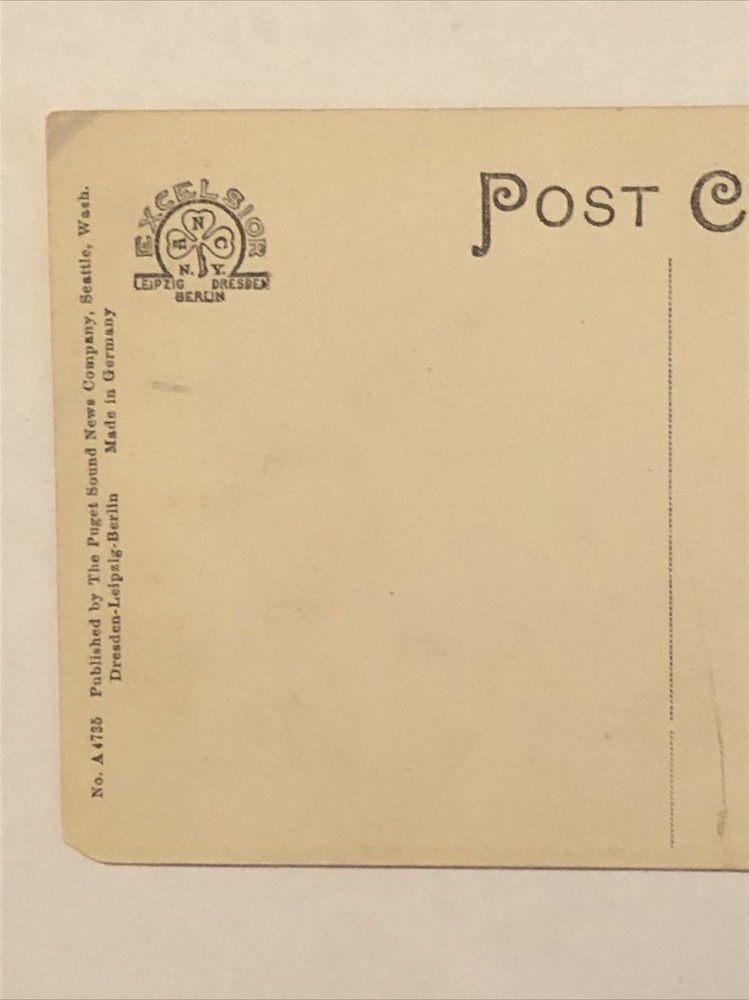 EXCELSIOR
A N C
N. Y.
LEIPZIG DRESDEN
BERLIN
POST C
No. A 4735 Published by The Puget Sound News Company, Seattle, Wash.
Dresden-Leipzig-Berlin Made in Germany